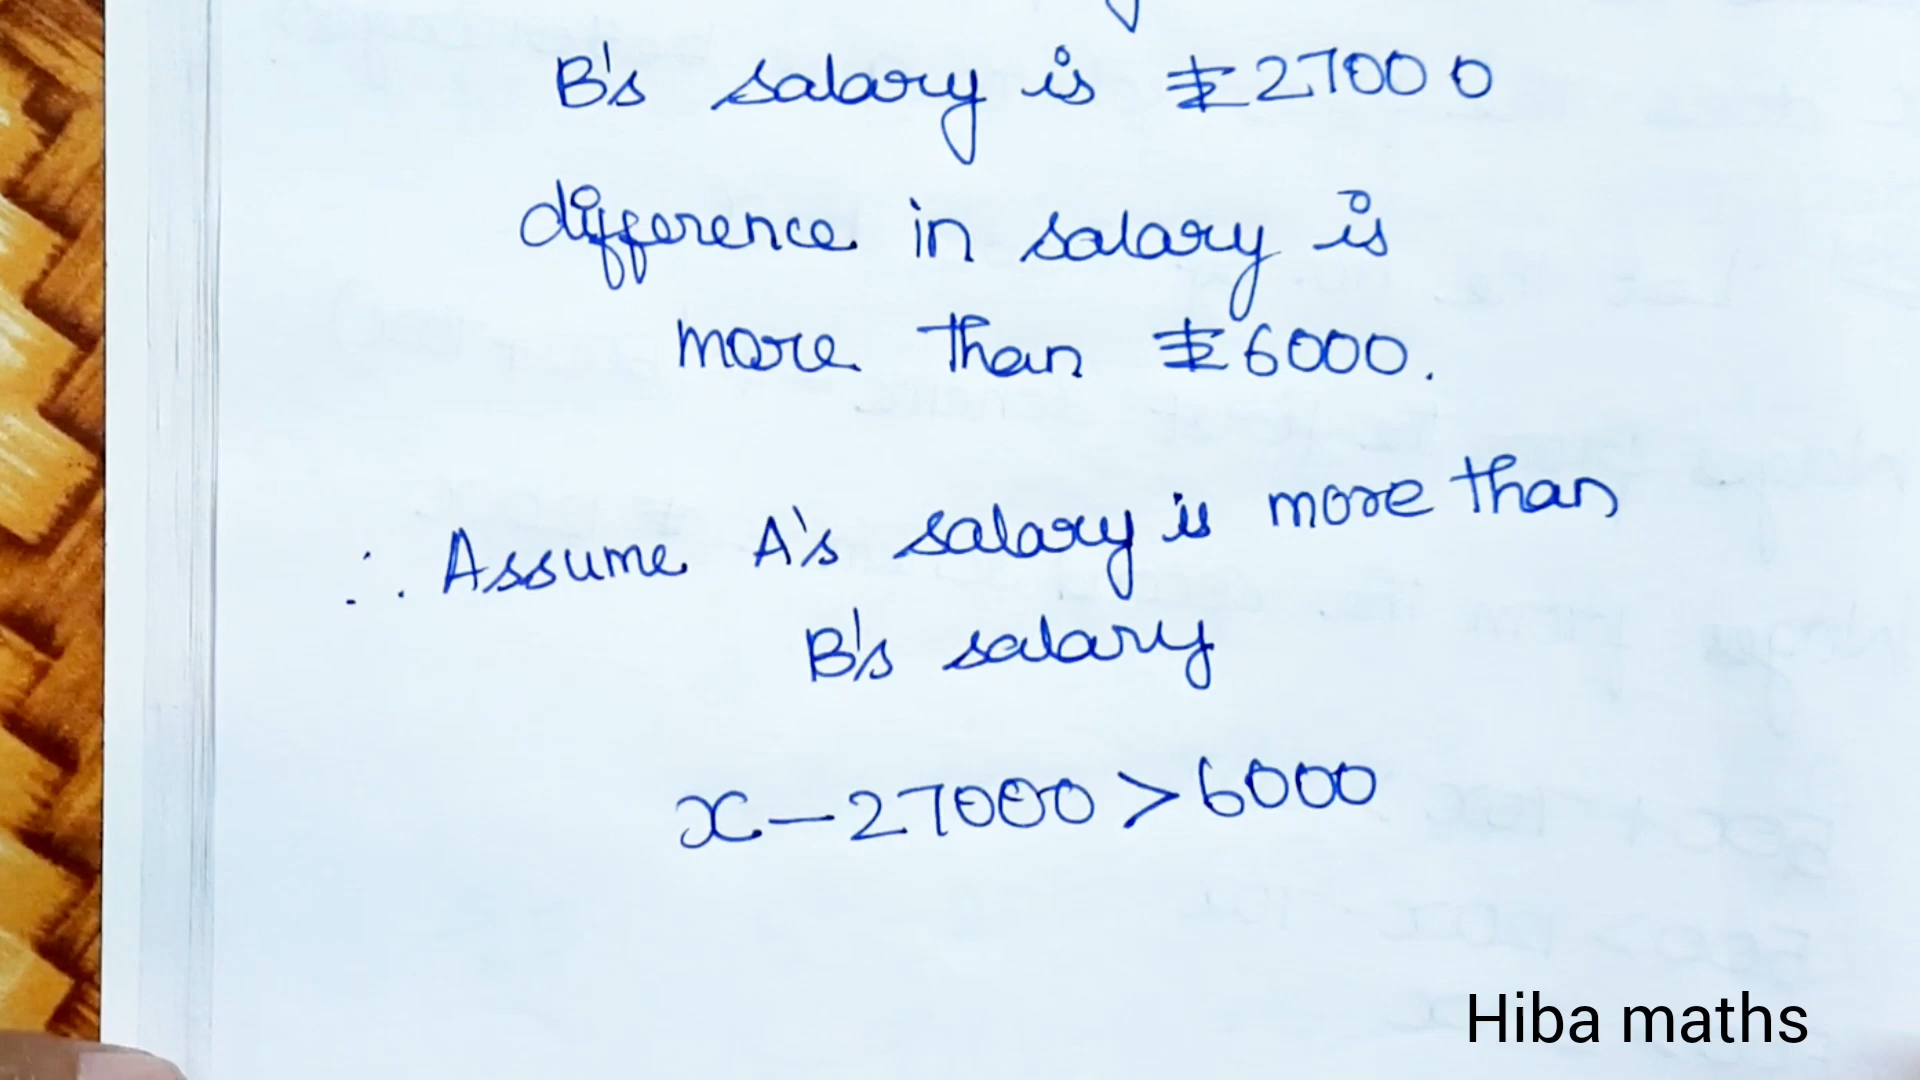 B's salary is ₹27000
difference in salary is
more than ₹6000.
∴ Assume A's salary is more than
B's salary
x-27000>6000
Hiba maths